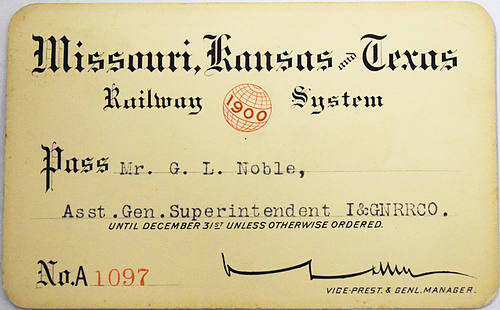 Missouri, Kansas and Texas
Railway 1900 System
Pass Mr. G. L. Noble,
Asst.Gen.Superintendent I&GNRRCO.
UNTIL DECEMBER 31ST UNLESS OTHERWISE ORDERED.
No.A 1097
VICE-PREST. & GENL. MANAGER.